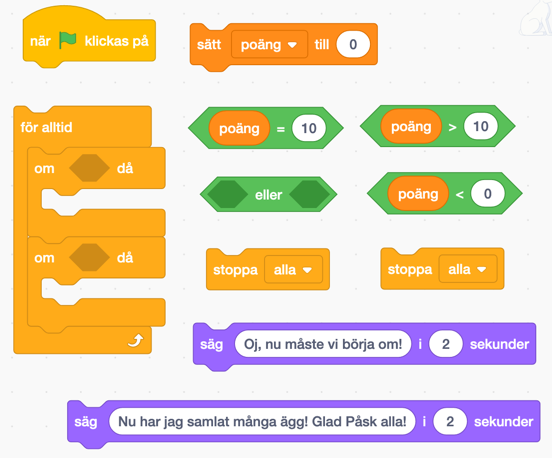 när klickas på
sätt poäng till 0
för alltid
om då
om då
poäng = 10
poäng > 10
eller
poäng < 0
stoppa alla
stoppa alla
säg Oj, nu måste vi börja om! i 2 sekunder
säg Nu har jag samlat många ägg! Glad Påsk alla! i 2 sekunder